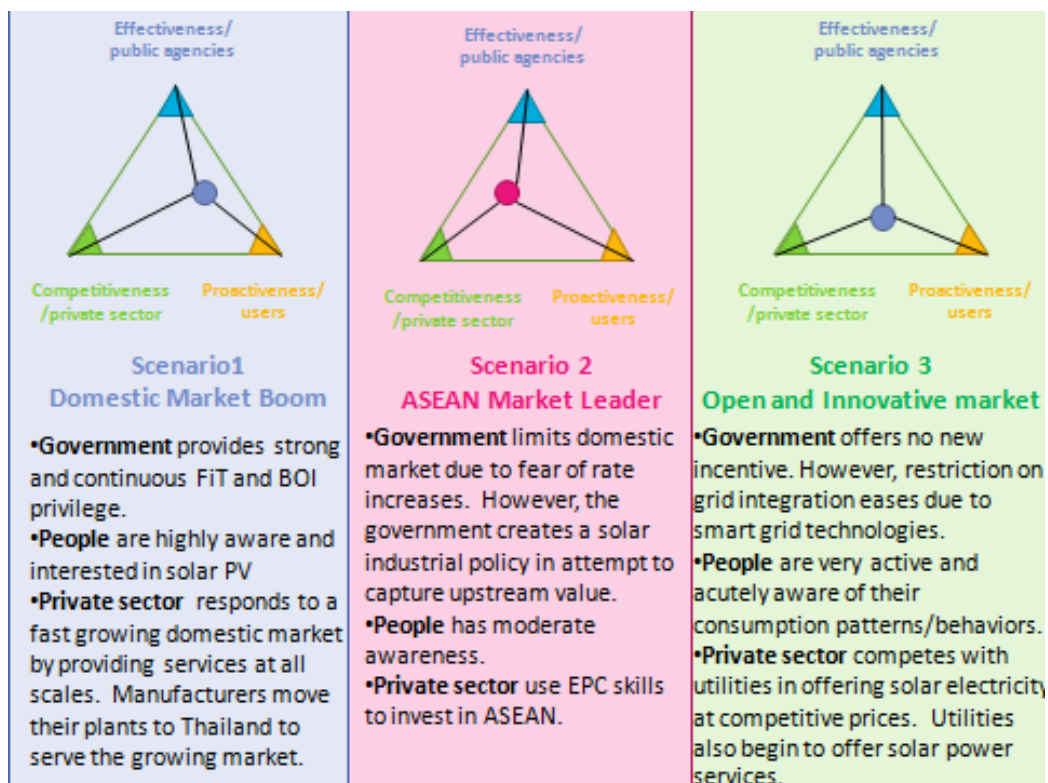 Effectiveness/
public agencies
Competitiveness
/private sector
Proactiveness/
users
Scenario1
Domestic Market Boom
•Government provides strong
and continuous FiT and BOI
privilege.
•People are highly aware and
interested in solar PV
•Private sector responds to a
fast growing domestic market
by providing services at all
scales. Manufacturers move
their plants to Thailand to
serve the growing market.
Effectiveness/
public agencies
Competitiveness
/private sector
Proactiveness/
users
Scenario 2
ASEAN Market Leader
•Government limits domestic
market due to fear of rate
increases. However, the
government creates a solar
industrial policy in attempt to
capture upstream value.
•People has moderate
awareness.
•Private sector use EPC skills
to invest in ASEAN.
Effectiveness/
public agencies
Competitiveness
/private sector
Proactiveness/
users
Scenario 3
Open and Innovative market
•Government offers no new
incentive. However, restriction on
grid integration eases due to
smart grid technologies.
•People are very active and
acutely aware of their
consumption patterns/behaviors.
•Private sector competes with
utilities in offering solar electricity
at competitive prices. Utilities
also begin to offer solar power
services.